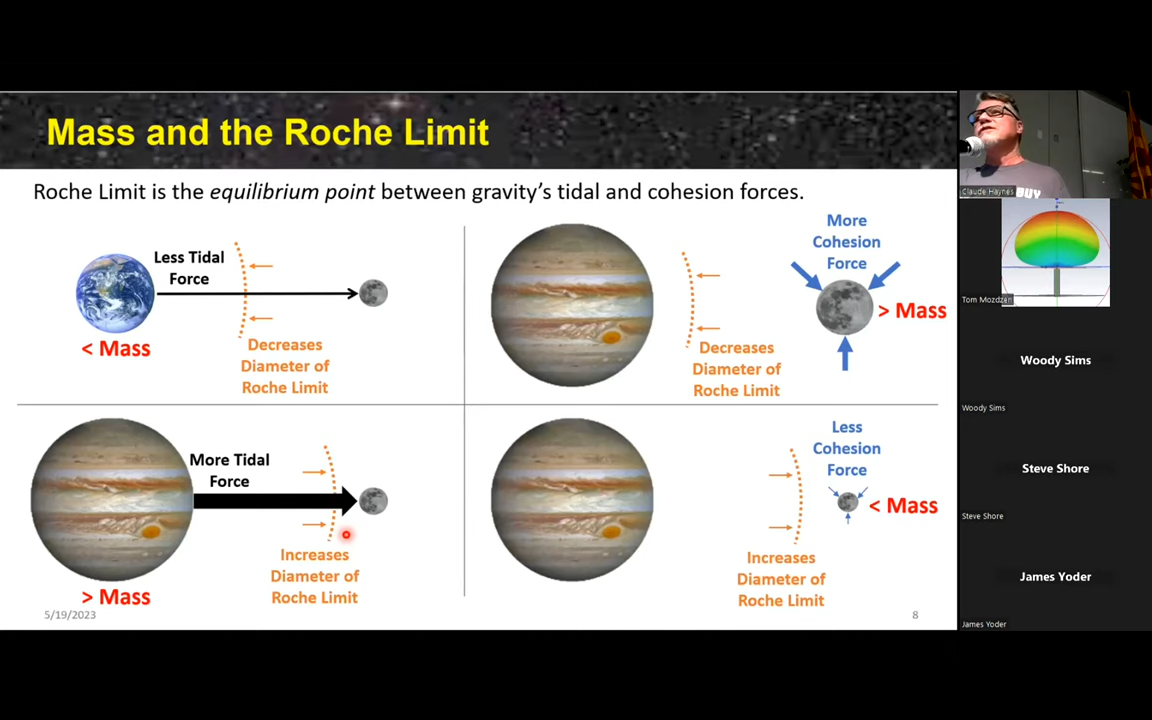 Mass and the Roche Limit
Roche Limit is the equilibrium point between gravity's tidal and cohesion forces.
Less Tidal
Force
< Mass
Decreases
Diameter of
Roche Limit
More
Cohesion
Force
> Mass
Decreases
Diameter of
Roche Limit
More Tidal
Force
> Mass
Increases
Diameter of
Roche Limit
Less
Cohesion
Force
< Mass
Increases
Diameter of
Roche Limit
5/19/2023
8
BUY
Claude Haynes
Tom Mozdzen
Woody Sims
Woody Sims
Steve Shore
Steve Shore
James Yoder
James Yoder